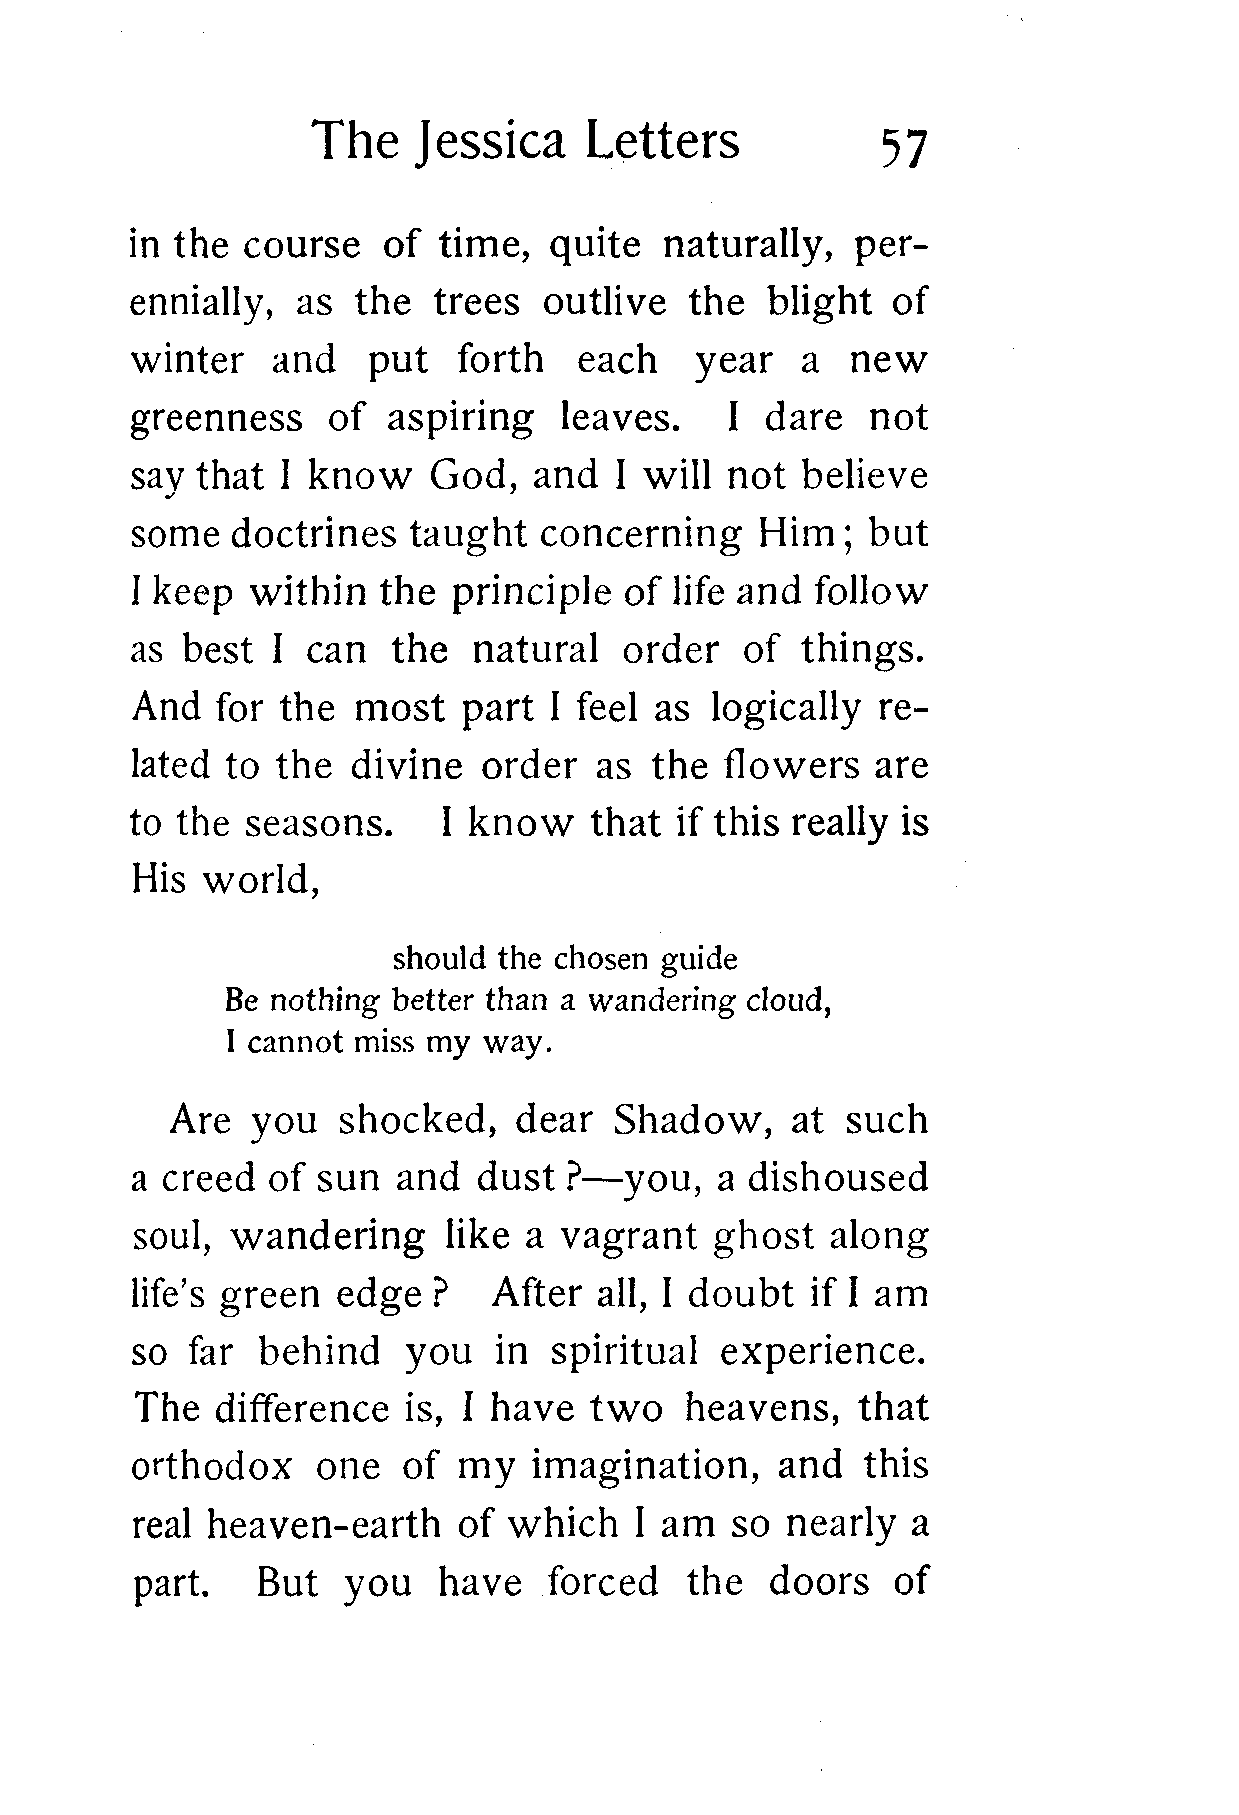 The Jessica Letters 57
in the course of time, quite naturally, per-
ennially, as the trees outlive the blight of
winter and put forth each year a new
greenness of aspiring leaves. I dare not
say that I know God, and I will not believe
some doctrines taught concerning Him; but
I keep within the principle of life and follow
as best I can the natural order of things.
And for the most part I feel as logically re-
lated to the divine order as the flowers are
to the seasons. I know that if this really is
His world,
should the chosen guide
Be nothing better than a wandering cloud,
I cannot miss my way.
Are you shocked, dear Shadow, at such
a creed of sun and dust?—you, a dishoused
soul, wandering like a vagrant ghost along
life's green edge? After all, I doubt if I am
so far behind you in spiritual experience.
The difference is, I have two heavens, that
orthodox one of my imagination, and this
real heaven-earth of which I am so nearly a
part. But you have forced the doors of